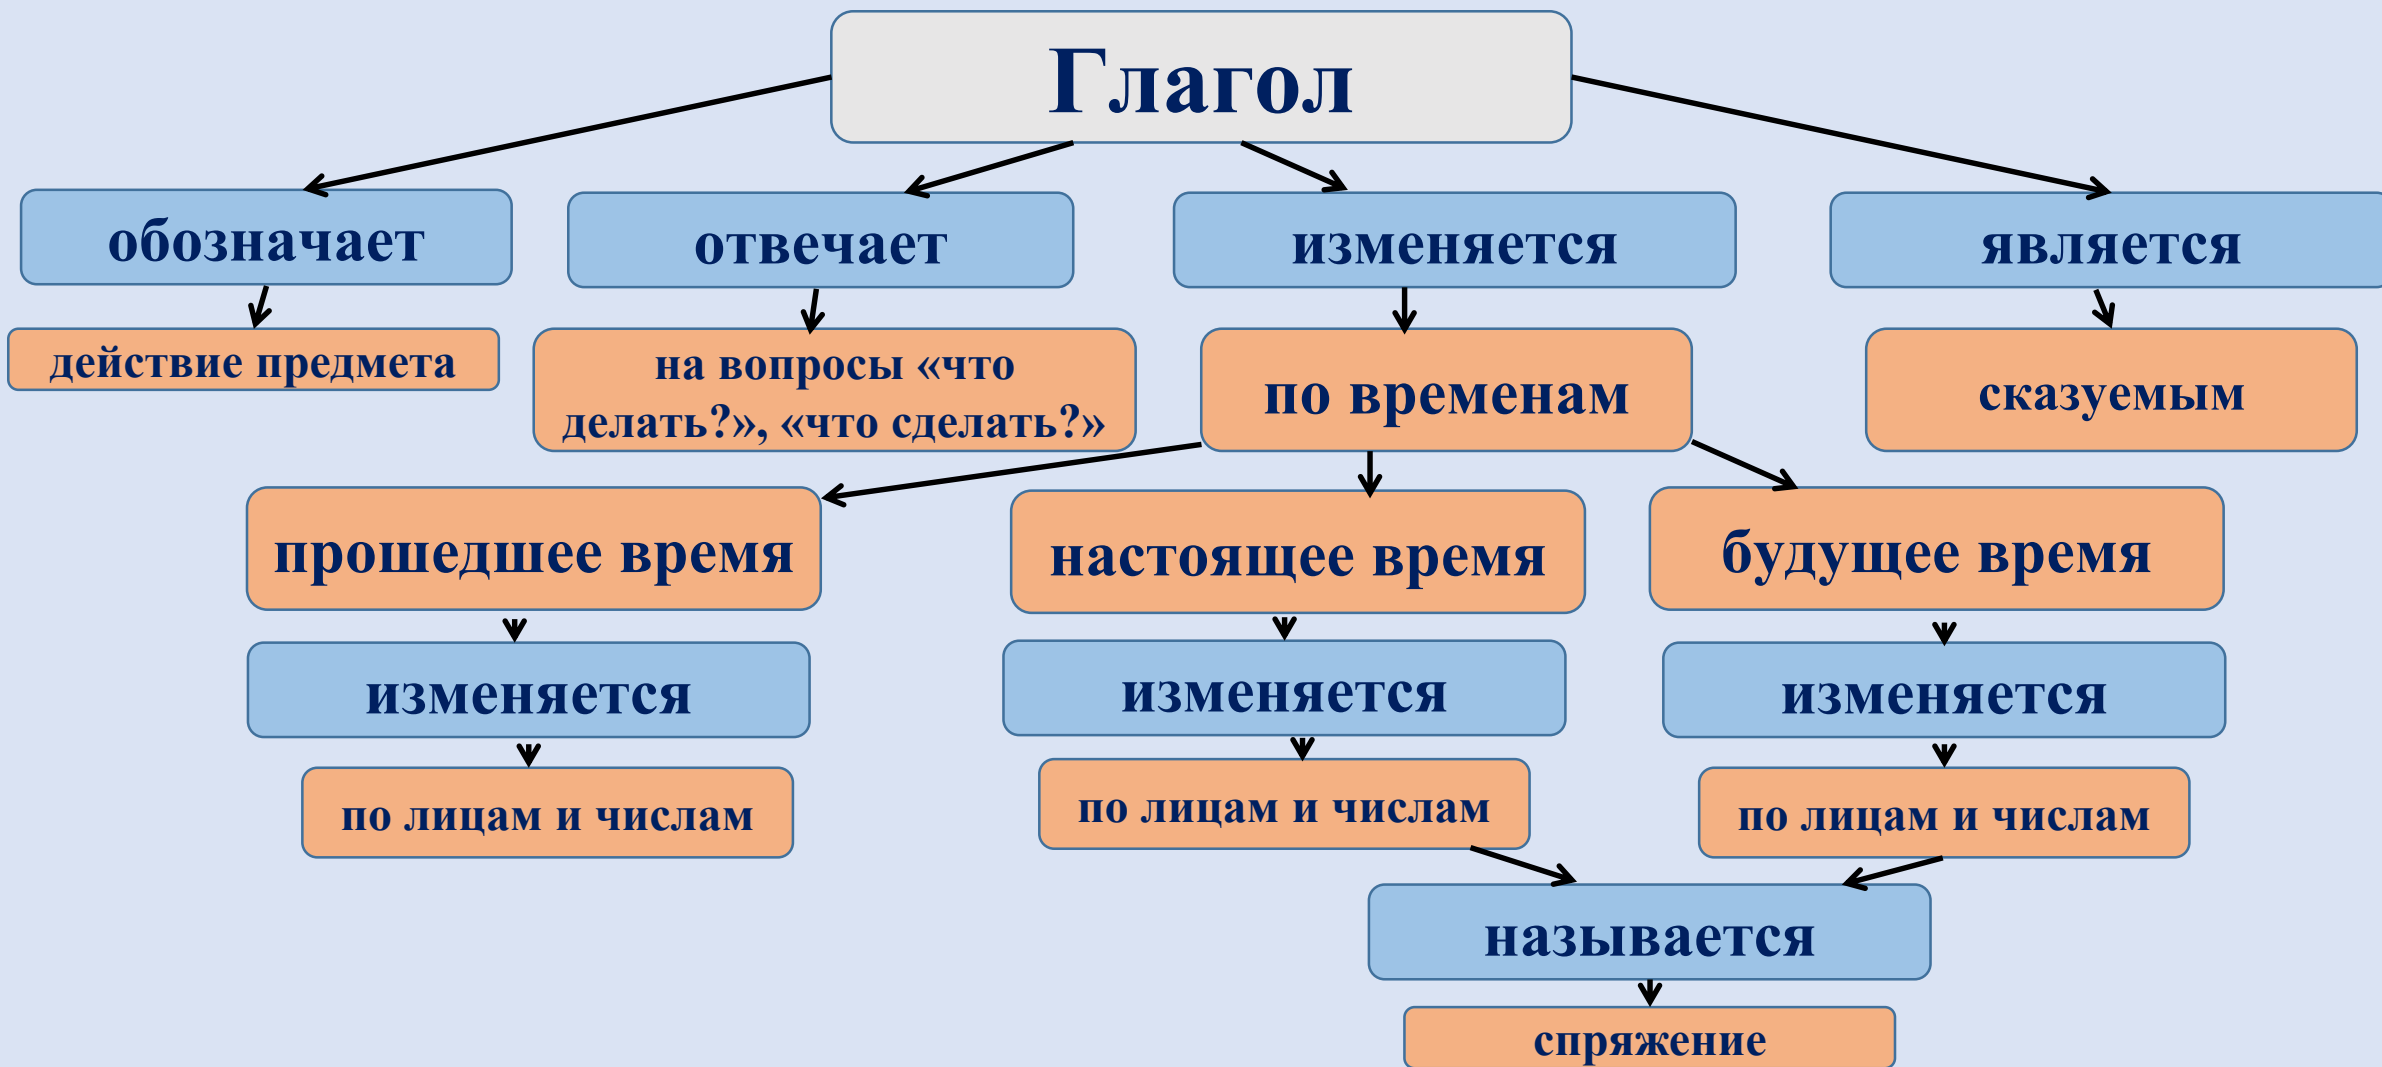 Глагол
обозначает
отвечает
изменяется
является
действие предмета
на вопросы «что
делать?», «что сделать?»
по временам
сказуемым
прошедшее время
настоящее время
будущее время
изменяется
изменяется
изменяется
по лицам и числам
по лицам и числам
по лицам и числам
называется
спряжение